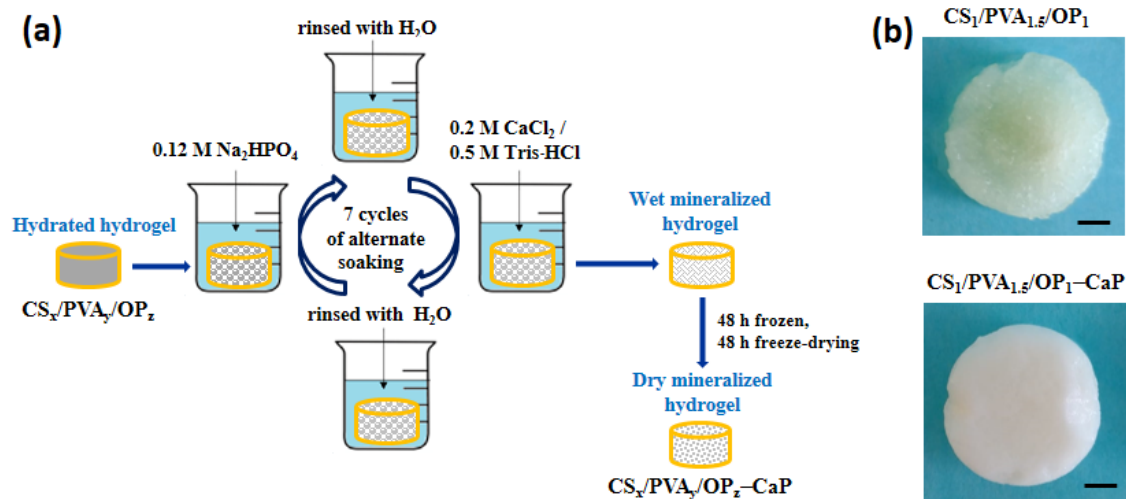 (a)
rinsed with H₂O
0.12 M Na₂HPO₄
0.2 M CaCl₂ /
0.5 M Tris-HCl
Hydrated hydrogel
CSₓ/PVAᵧ/OP_z
7 cycles
of alternate
soaking
rinsed with H₂O
Wet mineralized
hydrogel
48 h frozen,
48 h freeze-drying
Dry mineralized
hydrogel
CSₓ/PVAᵧ/OP_z–CaP
(b)
CS₁/PVA₁.₅/OP₁
CS₁/PVA₁.₅/OP₁–CaP